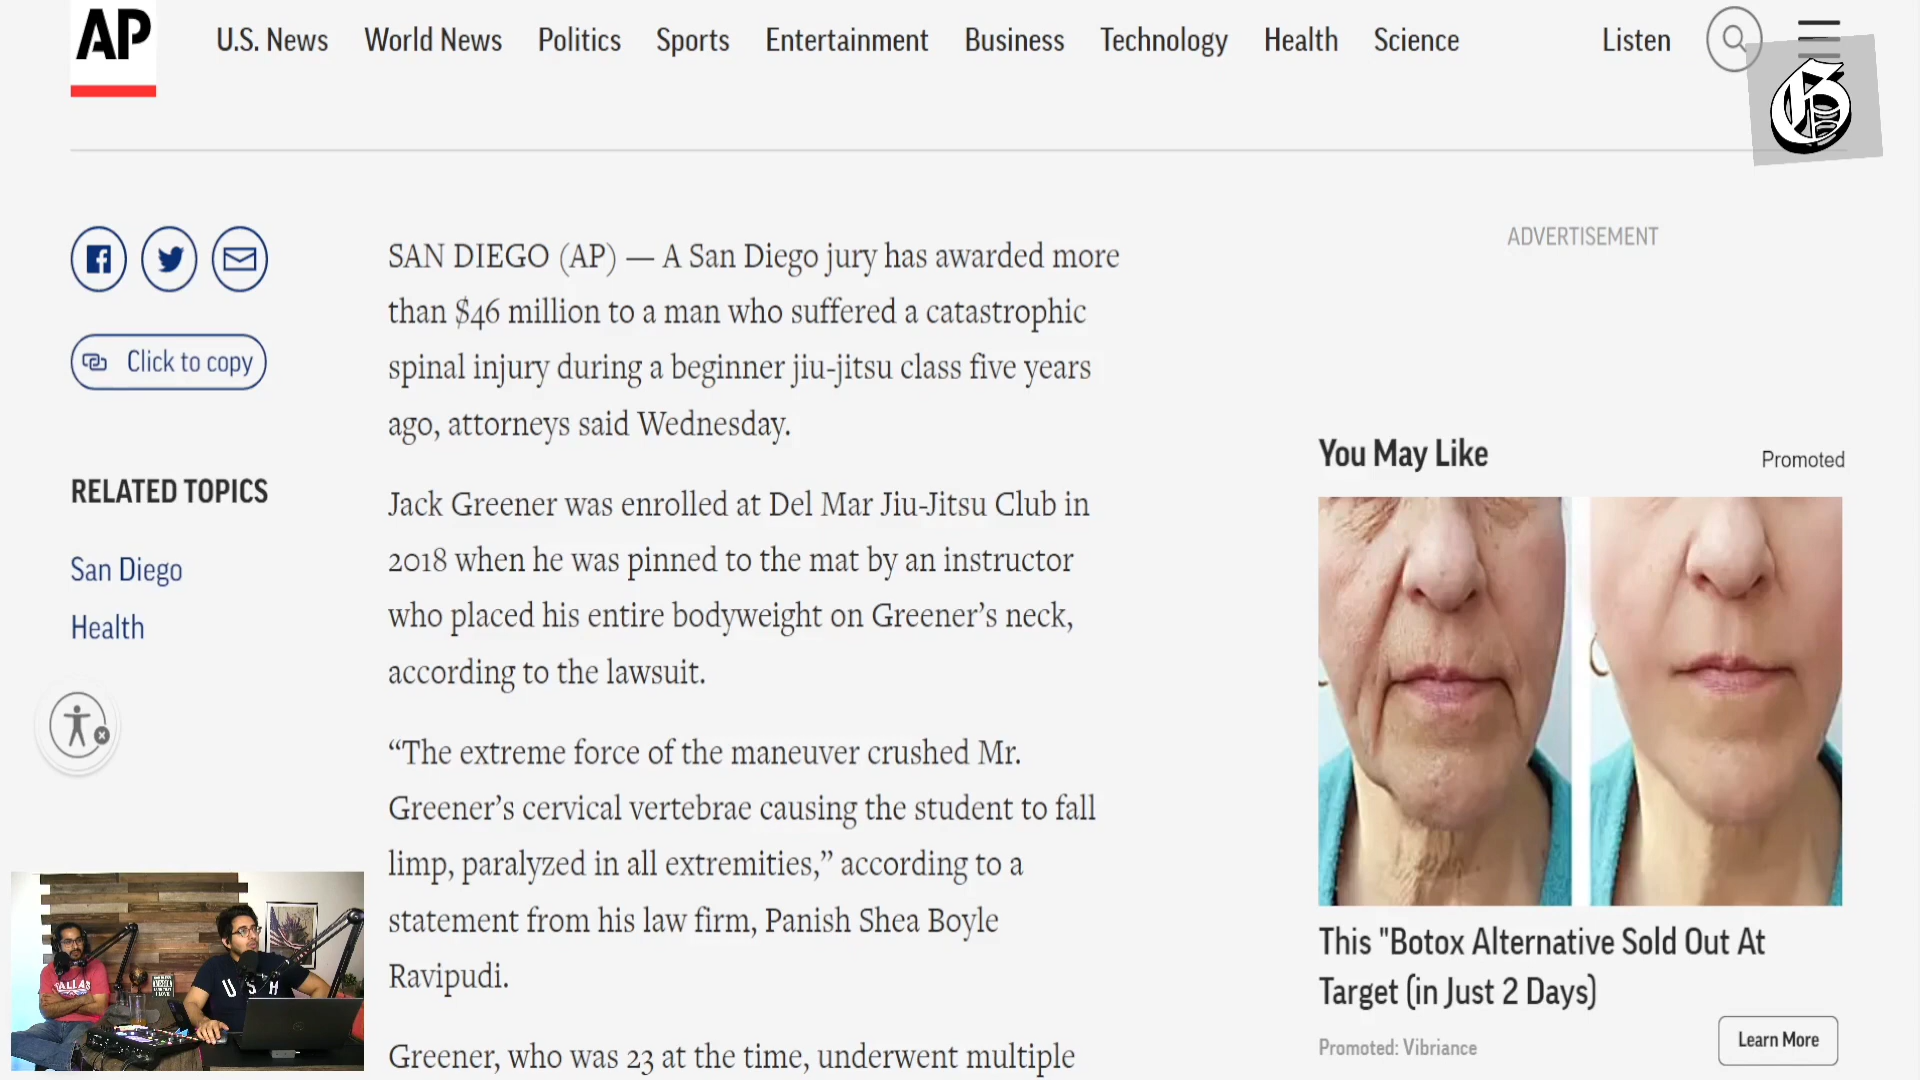 AP
U.S. News World News Politics Sports Entertainment Business Technology Health Science Listen
Click to copy
RELATED TOPICS
San Diego
Health
SAN DIEGO (AP) — A San Diego jury has awarded more
than $46 million to a man who suffered a catastrophic
spinal injury during a beginner jiu-jitsu class five years
ago, attorneys said Wednesday.
Jack Greener was enrolled at Del Mar Jiu-Jitsu Club in
2018 when he was pinned to the mat by an instructor
who placed his entire bodyweight on Greener’s neck,
according to the lawsuit.
“The extreme force of the maneuver crushed Mr.
Greener’s cervical vertebrae causing the student to fall
limp, paralyzed in all extremities,” according to a
statement from his law firm, Panish Shea Boyle
Ravipudi.
Greener, who was 23 at the time, underwent multiple
ADVERTISEMENT
You May Like
Promoted
This "Botox Alternative Sold Out At
Target (in Just 2 Days)
Promoted: Vibriance
Learn More